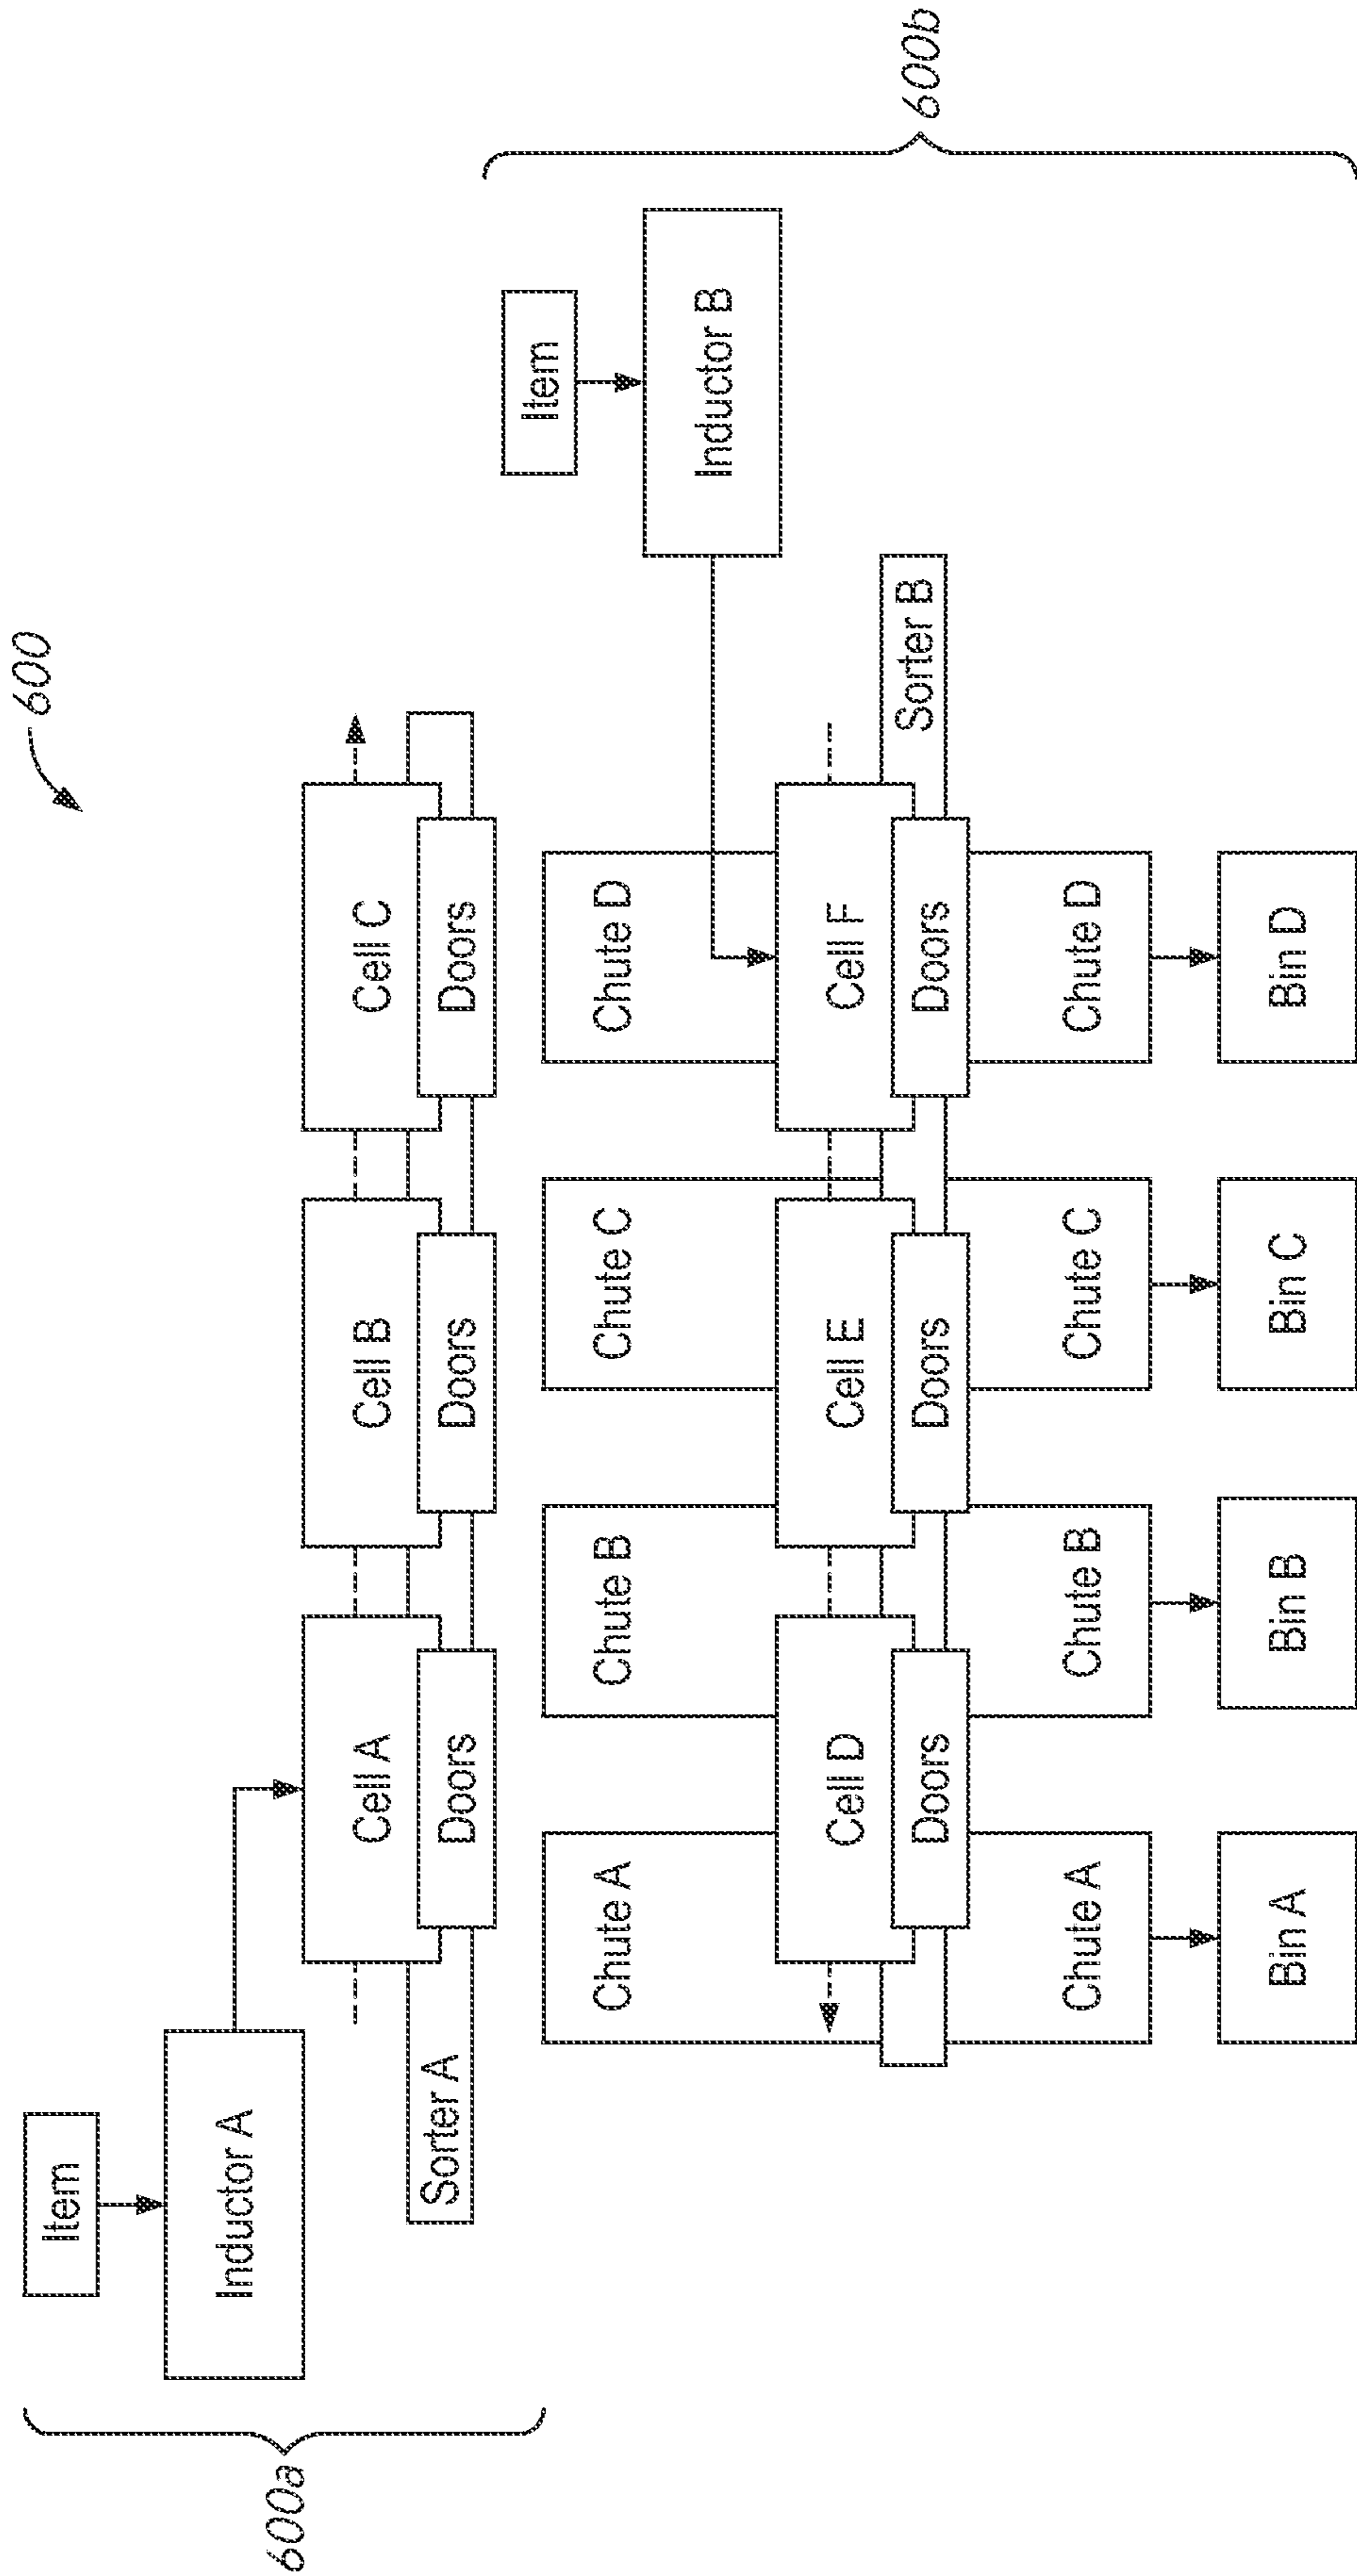 600
Item
Inductor A
600a
Cell A
Cell B
Cell C
Doors
Doors
Doors
Sorter A
Item
Inductor B
600b
Chute A
Chute B
Chute C
Chute D
Cell D
Cell E
Cell F
Doors
Doors
Doors
Sorter B
Chute A
Chute B
Chute C
Chute D
Bin A
Bin B
Bin C
Bin D